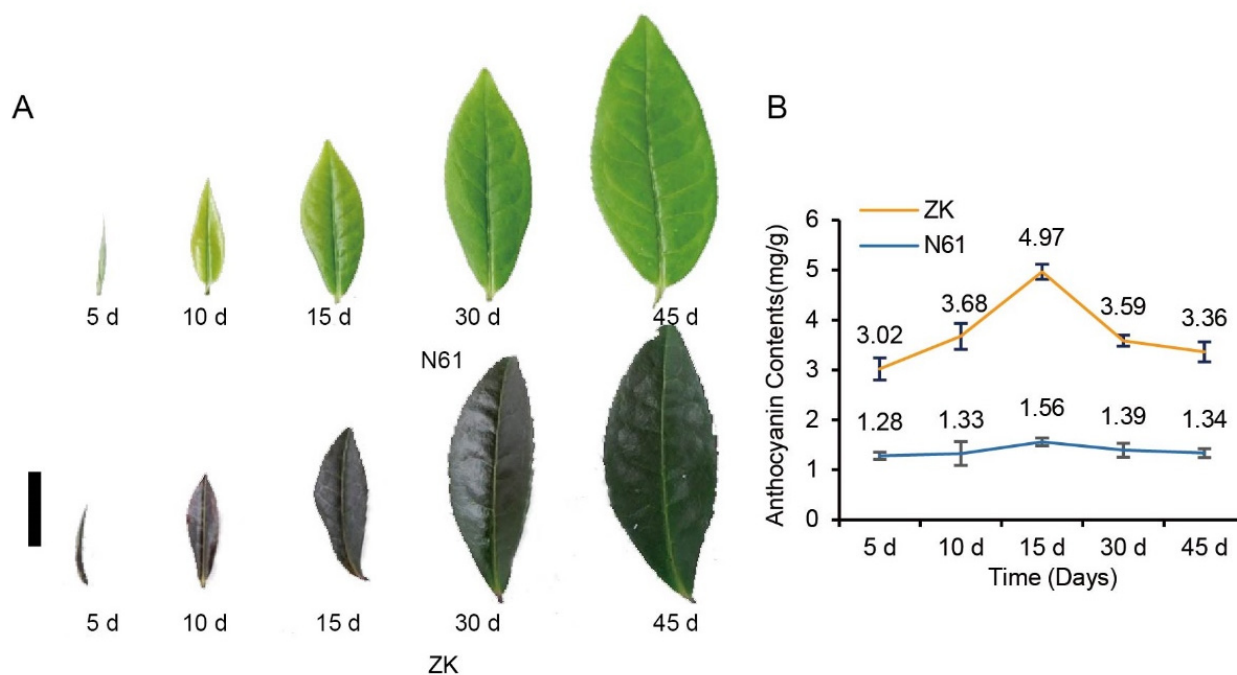 A
5 d 10 d 15 d 30 d 45 d
N61
5 d 10 d 15 d 30 d 45 d
ZK
B
ZK
N61
Anthocyanin Contents(mg/g)
6
5
4
3
2
1
0
3.02 3.68 4.97 3.59 3.36
1.28 1.33 1.56 1.39 1.34
5 d 10 d 15 d 30 d 45 d
Time (Days)